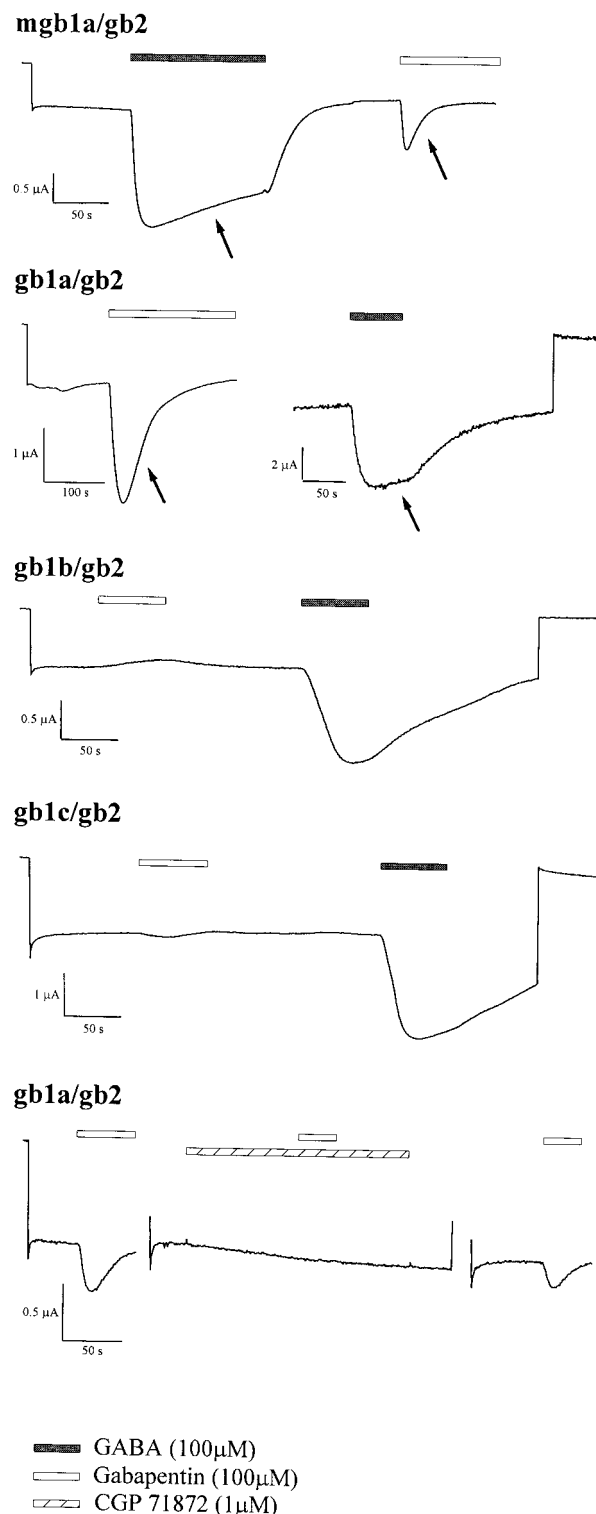 mgb1a/gb2
0.5 µA
50 s
gb1a/gb2
1 µA
100 s
2 µA
50 s
gb1b/gb2
0.5 µA
50 s
gb1c/gb2
1 µA
50 s
gb1a/gb2
0.5 µA
50 s
GABA (100µM)
Gabapentin (100µM)
CGP 71872 (1µM)